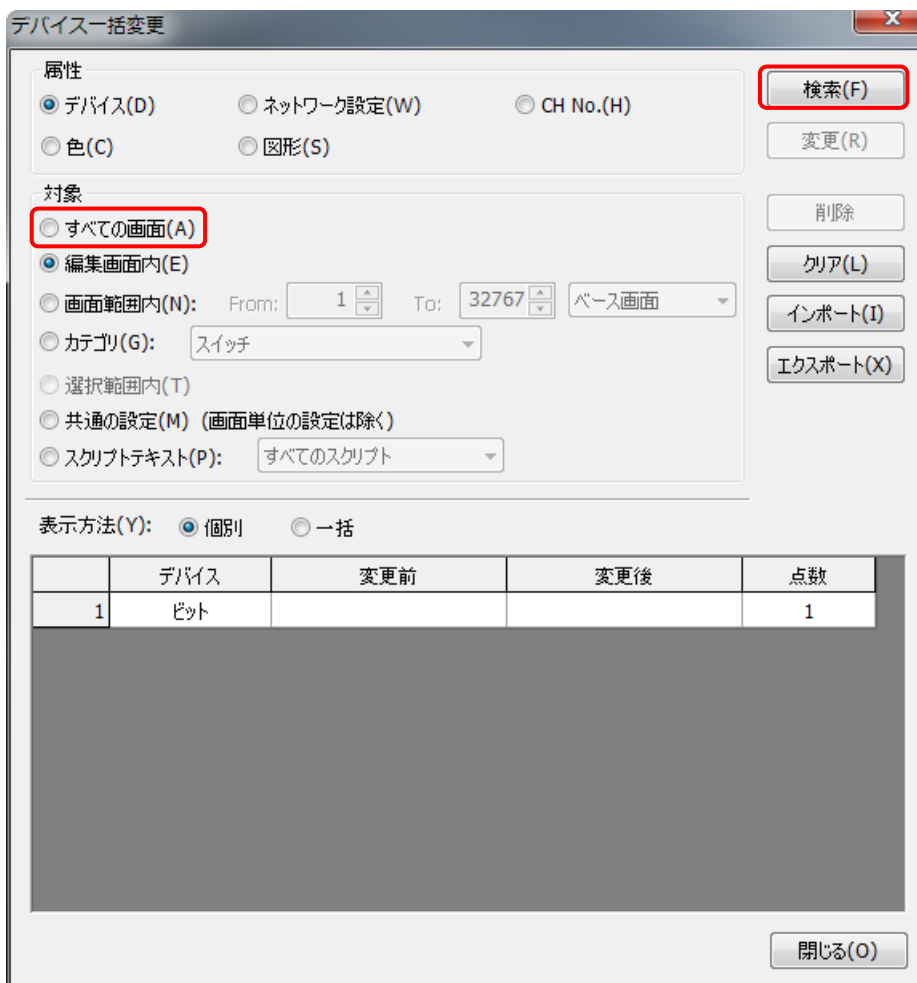 デバイス一括変更
属性
デバイス(D) ネットワーク設定(W) CH No.(H)
色(C) 図形(S)
検索(F)
変更(R)
対象
すべての画面(A)
編集画面内(E)
画面範囲内(N): From: 1 To: 32767 ベース画面
カテゴリ(G): スイッチ
選択範囲内(T)
共通の設定(M) (画面単位の設定は除く)
スクリプトテキスト(P): すべてのスクリプト
削除
クリア(L)
インポート(I)
エクスポート(X)
表示方法(Y): 個別 一括
デバイス 変更前 変更後 点数
1 ビット 1
閉じる(O)